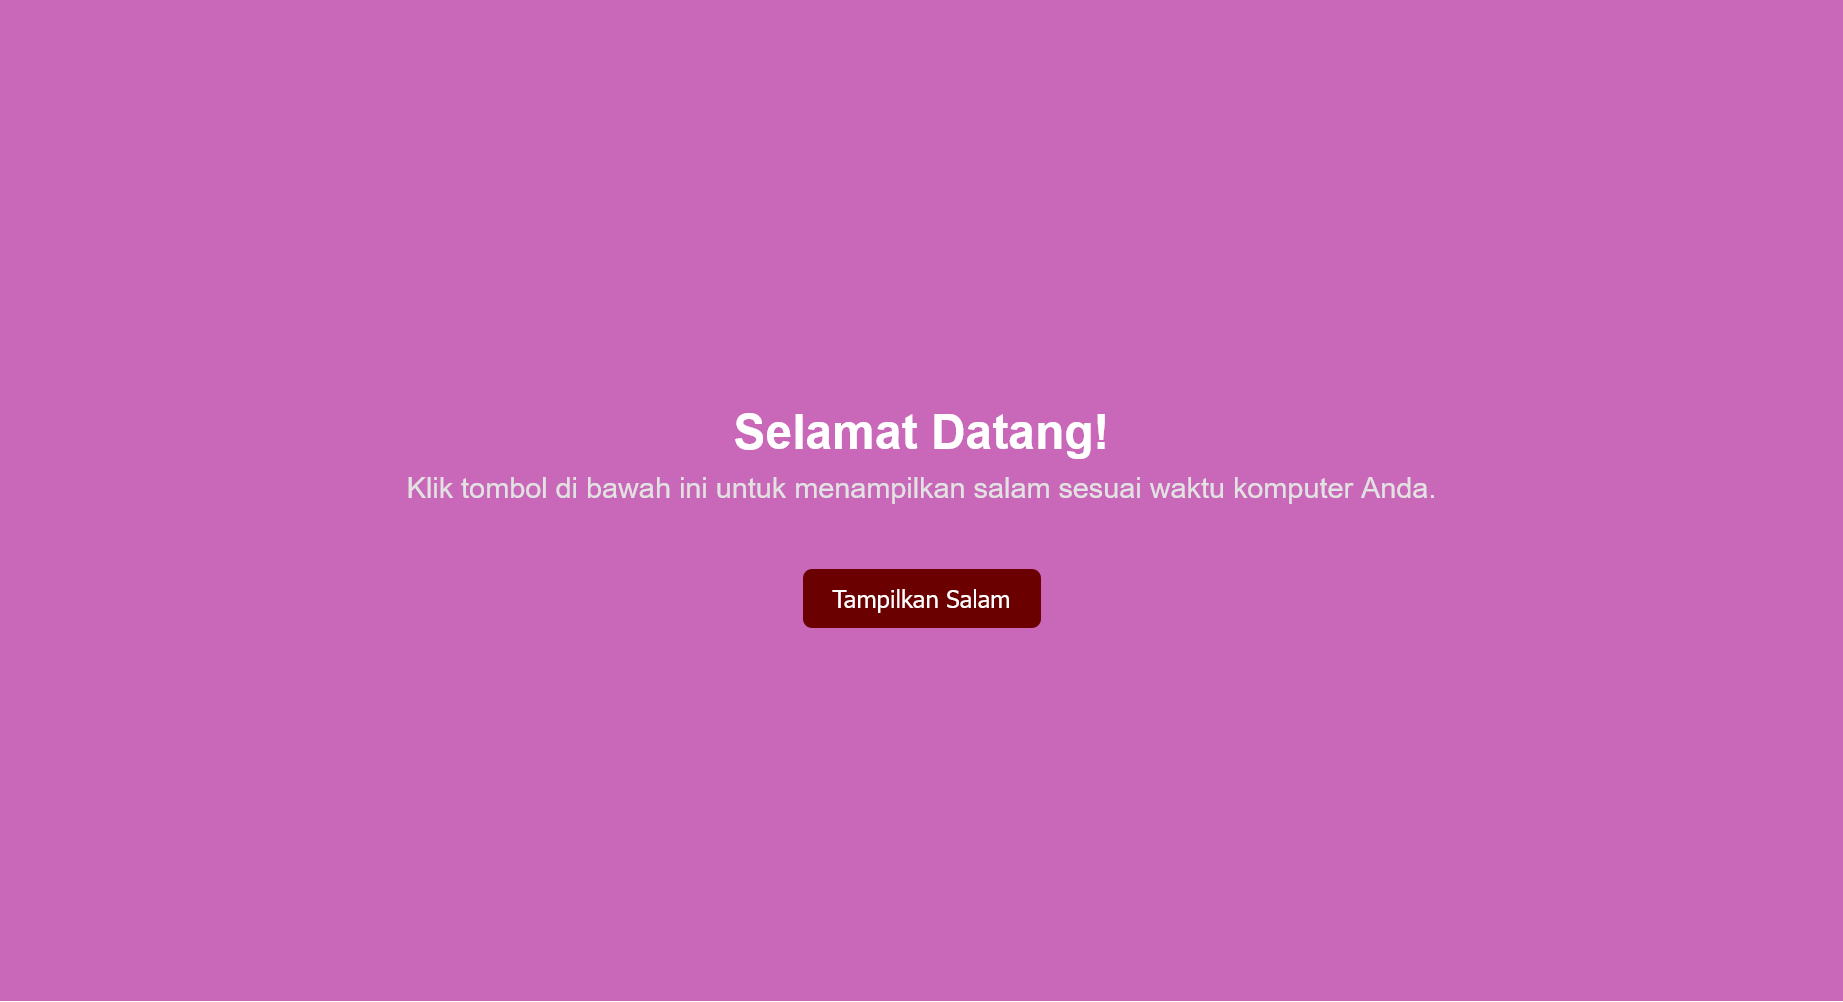 Selamat Datang!
Klik tombol di bawah ini untuk menampilkan salam sesuai waktu komputer Anda.
Tampilkan Salam